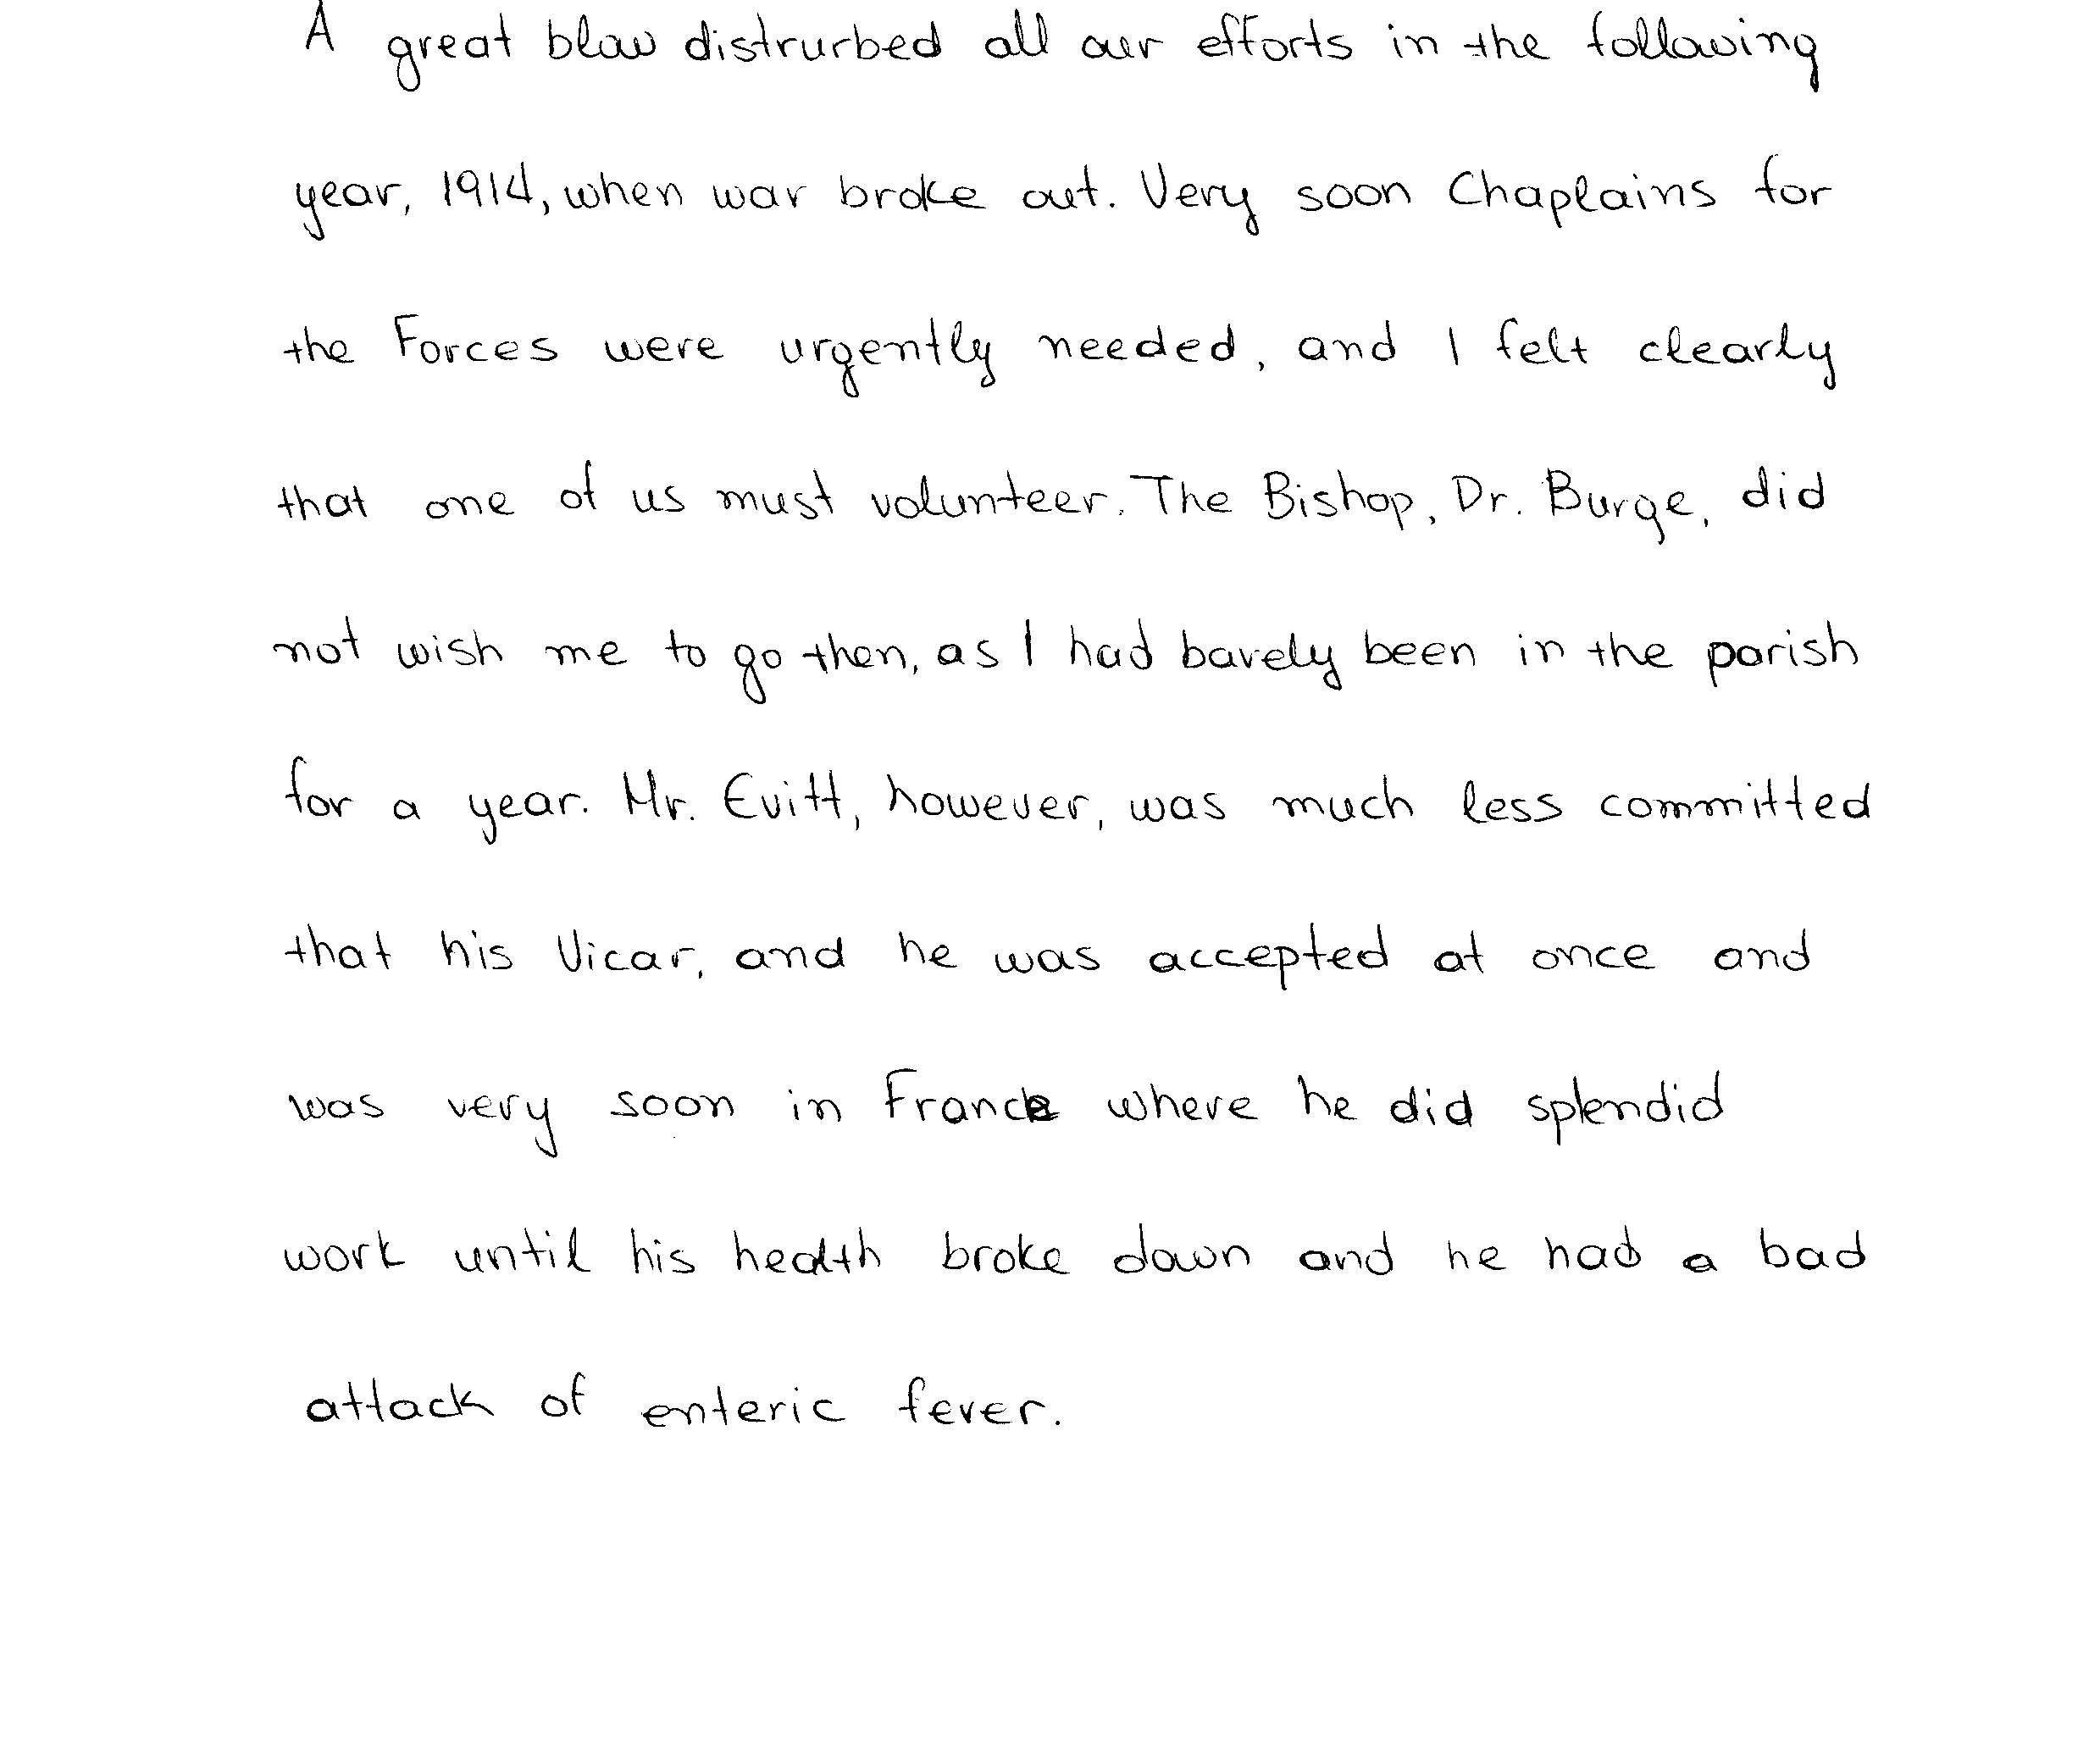 A great blow distrurbed all our efforts in the following
year, 1914, when war broke out. Very soon Chaplains for
the Forces were urgently needed, and I felt clearly
that one of us must volunteer. The Bishop, Dr. Burge, did
not wish me to go then, as I had barely been in the parish
for a year. Mr. Evitt, however, was much less committed
that his Vicar, and he was accepted at once and
was very soon in France where he did splendid
work until his health broke down and he had a bad
attack of enteric fever.